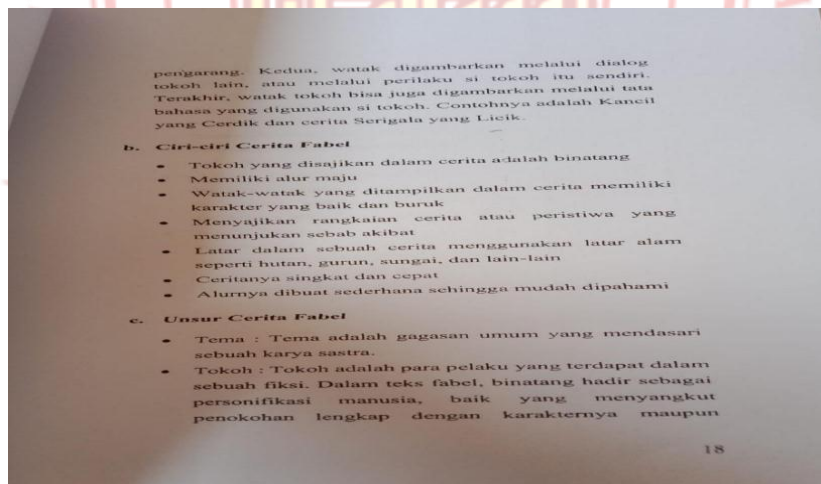 pengarang. Kedua, watak digambarkan melalui dialog
tokoh lain, atau melalui perilaku si tokoh itu sendiri.
Terakhir, watak tokoh bisa juga digambarkan melalui tata
bahasa yang digunakan si tokoh. Contohnya adalah Kancil
yang Cerdik dan cerita Serigala yang Licik.
b. Ciri-ciri Cerita Fabel
• Tokoh yang disajikan dalam cerita adalah binatang
• Memiliki alur maju
• Watak-watak yang ditampilkan dalam cerita memiliki
karakter yang baik dan buruk
• Menyajikan rangkaian cerita atau peristiwa yang
menunjukan sebab akibat
• Latar dalam sebuah cerita menggunakan latar alam
seperti hutan, gurun, sungai, dan lain-lain
• Ceritanya singkat dan cepat
• Alurnya dibuat sederhana sehingga mudah dipahami
c. Unsur Cerita Fabel
• Tema : Tema adalah gagasan umum yang mendasari
sebuah karya sastra.
• Tokoh : Tokoh adalah para pelaku yang terdapat dalam
sebuah fiksi. Dalam teks fabel, binatang hadir sebagai
personifikasi manusia, baik yang menyangkut
penokohan lengkap dengan karakternya maupun
18